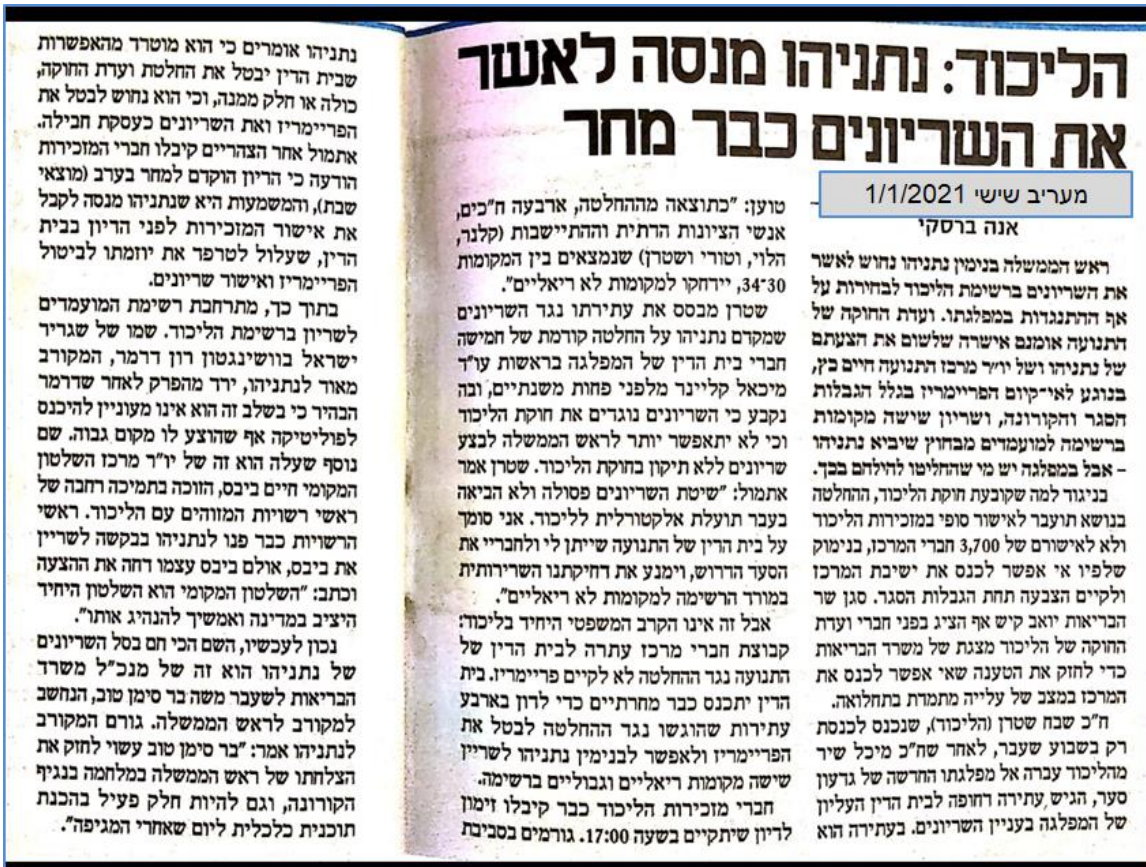 הליכוד: נתניהו מנסה לאשר
את השריונים כבר מחר
מעריב שישי 1/1/2021
אנה ברסקי
ראש הממשלה בנימין נתניהו נחוש לאשר
את השריונים ברשימת הליכוד לבחירות על
אף ההתנגדות במפלגתו. ועדת החוקה של
התנועה אומנם אישרה שלשום את הצעתם
של נתניהו ושל יו"ר מרכז התנועה חיים כץ,
בנוגע לאי־קיום הפריימריז בגלל הגבלות
הסגר והקורונה, ושריון שישה מקומות
ברשימה למועמדים מבחוץ שיביא נתניהו
– אבל במפלגה יש מי שהחליטו להילחם בכך.
בניגוד למה שקובעת חוקת הליכוד, ההחלטה
בנושא תועבר לאישור סופי במזכירות הליכוד
ולא לאישורם של 3,700 חברי המרכז, בנימוק
שלפיו אי אפשר לכנס את ישיבת המרכז
ולקיים הצבעה תחת הגבלות הסגר. סגן שר
הבריאות יואב קיש אף הציג בפני חברי ועדת
החוקה של הליכוד מצגת של משרד הבריאות
כדי לחזק את הטענה שאי אפשר לכנס את
המרכז במצב של עלייה מתמדת בתחלואה.
ח"כ שבח שטרן (הליכוד), שנכנס לכנסת
רק בשבוע שעבר, לאחר שח"כ מיכל שיר
מהליכוד עברה אל מפלגתו החדשה של גדעון
סער, הגיש עתירה דחופה לבית הדין העליון
של המפלגה בעניין השריונים. בעתירה הוא
טוען: "כתוצאה מההחלטה, ארבעה ח"כים,
אנשי הציונות הדתית וההתיישבות (קלנר,
הלוי, וטורי ושטרן) שנמצאים בין המקומות
34־30, יידחקו למקומות לא ריאליים".
שטרן מבסס את עתירתו נגד השריונים
שמקדם נתניהו על החלטה קודמת של חמישה
חברי בית הדין של המפלגה בראשות עו"ד
מיכאל קליינר מלפני פחות משנתיים, ובה
נקבע כי השריונים נוגדים את חוקת הליכוד
וכי לא יתאפשר יותר לראש הממשלה לבצע
שריונים ללא תיקון בחוקת הליכוד. שטרן אמר
אתמול: "שיטת השריונים פסולה ולא הביאה
בעבר תועלת אלקטורלית לליכוד. אני סומך
על בית הדין של התנועה שייתן לי ולחבריי את
הסעד הדרוש, וימנע את דחיקתנו השרירותית
במורד הרשימה למקומות לא ריאליים".
אבל זה אינו הקרב המשפטי היחיד בליכוד:
קבוצת חברי מרכז עתרה לבית הדין של
התנועה נגד ההחלטה לא לקיים פריימריז. בית
הדין יתכנס כבר מחרתיים כדי לדון בארבע
עתירות שהוגשו נגד ההחלטה לבטל את
הפריימריז ולאפשר לבנימין נתניהו לשריין
שישה מקומות ריאליים וגבוליים ברשימה.
חברי מזכירות הליכוד כבר קיבלו זימון
לדיון שיתקיים בשעה 17:00. גורמים בסביבת
נתניהו אומרים כי הוא מוטרד מהאפשרות
שבית הדין יבטל את החלטת ועדת החוקה,
כולה או חלק ממנה, וכי הוא נחוש לבטל את
הפריימריז ואת השריונים כעסקת חבילה.
אתמול אחר הצהריים קיבלו חברי המזכירות
הודעה כי הדיון הוקדם למחר בערב (מוצאי
שבת), והמשמעות היא שנתניהו מנסה לקבל
את אישור המזכירות לפני הדיון בבית
הדין, שעלול לטרפד את יוזמתו לביטול
הפריימריז ואישור שריונים.
בתוך כך, מתרחבת רשימת המועמדים
לשריון ברשימת הליכוד. שמו של שגריר
ישראל בוושינגטון רון דרמר, המקורב
מאוד לנתניהו, ירד מהפרק לאחר שדרמר
הבהיר כי בשלב זה הוא אינו מעוניין להיכנס
לפוליטיקה אף שהוצע לו מקום גבוה. שם
נוסף שעלה הוא זה של יו"ר מרכז השלטון
המקומי חיים ביבס, הזוכה בתמיכה רחבה של
ראשי רשויות המזוהים עם הליכוד. ראשי
הרשויות כבר פנו לנתניהו בבקשה לשריין
את ביבס, אולם ביבס עצמו דחה את ההצעה
וכתב: "השלטון המקומי הוא השלטון היחיד
היציב במדינה ואמשיך להנהיג אותו".
נכון לעכשיו, השם הכי חם בסל השריונים
של נתניהו הוא זה של מנכ"ל משרד
הבריאות לשעבר משה בר סימן טוב, הנחשב
למקורב לראש הממשלה. גורם המקורב
לנתניהו אמר: "בר סימן טוב עשוי לחזק את
הצלחתו של ראש הממשלה במלחמה בנגיף
הקורונה, וגם להיות חלק פעיל בהכנת
תוכנית כלכלית ליום שאחרי המגיפה".